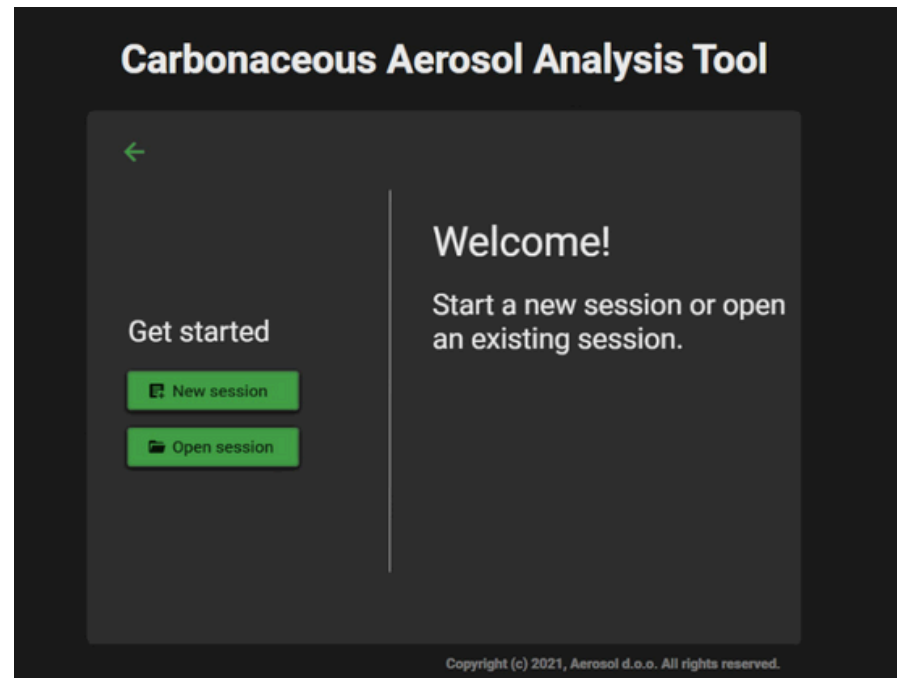 Carbonaceous Aerosol Analysis Tool
Get started
New session
Open session
Welcome!
Start a new session or open
an existing session.
Copyright (c) 2021, Aerosol d.o.o. All rights reserved.